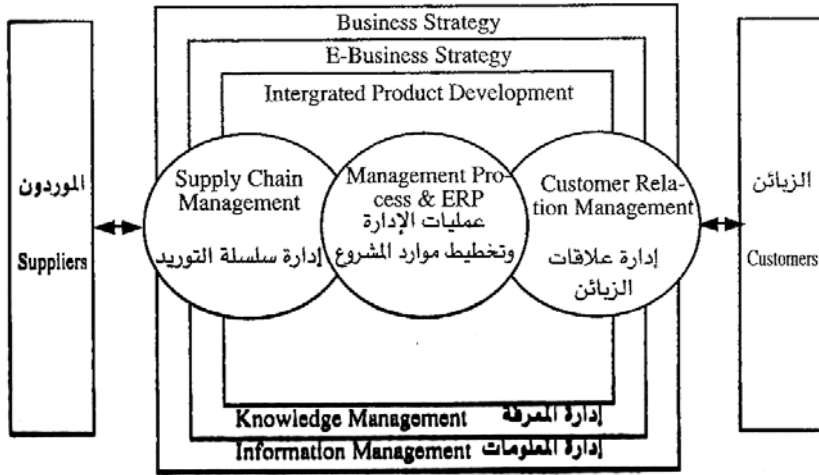 Business Strategy
E-Business Strategy
Intergrated Product Development
الموردون
Suppliers
Supply Chain
Management
إدارة سلسلة التوريد
Management Pro-
cess & ERP
عمليات الإدارة
وتخطيط موارد المشروع
Customer Rela-
tion Management
إدارة علاقات
الزبائن
الزبائن
Customers
Knowledge Management إدارة المعرفة
Information Management إدارة المعلومات